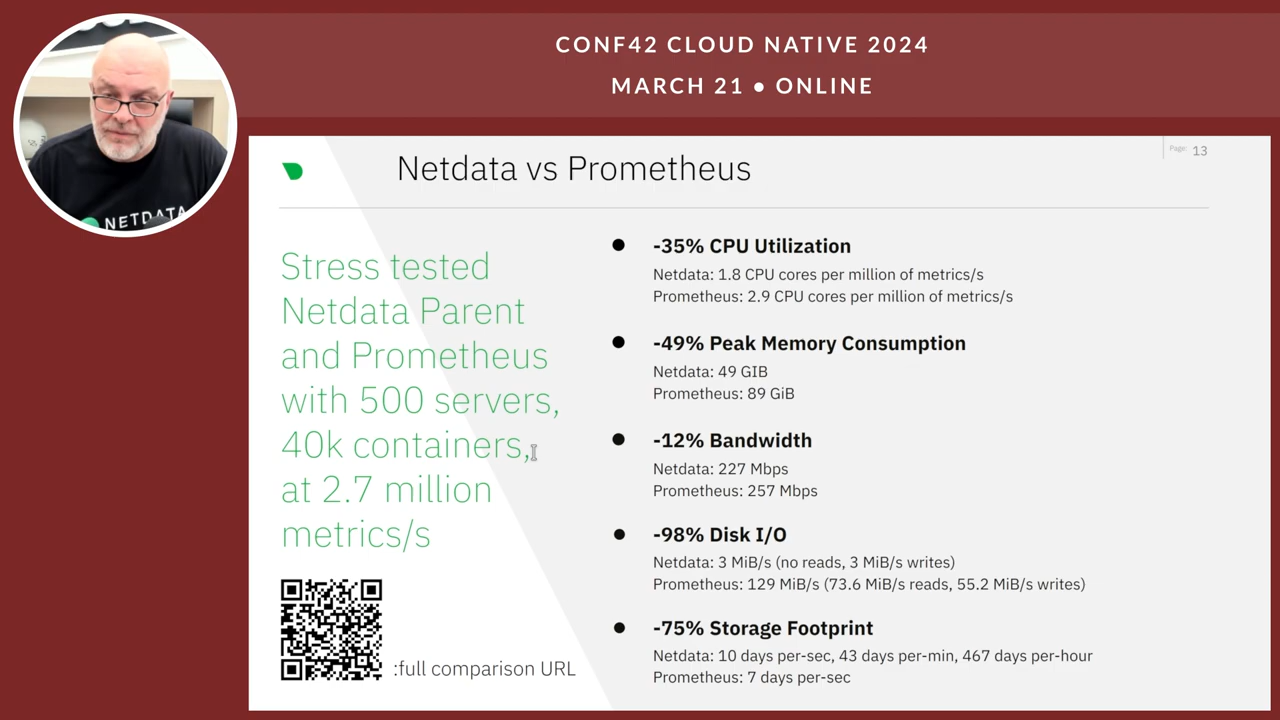 CONF42 CLOUD NATIVE 2024
MARCH 21 ● ONLINE
NETDATA
Netdata vs Prometheus
Page: 13
Stress tested
Netdata Parent
and Prometheus
with 500 servers,
40k containers,
at 2.7 million
metrics/s
:full comparison URL
● -35% CPU Utilization
Netdata: 1.8 CPU cores per million of metrics/s
Prometheus: 2.9 CPU cores per million of metrics/s
● -49% Peak Memory Consumption
Netdata: 49 GIB
Prometheus: 89 GiB
● -12% Bandwidth
Netdata: 227 Mbps
Prometheus: 257 Mbps
● -98% Disk I/O
Netdata: 3 MiB/s (no reads, 3 MiB/s writes)
Prometheus: 129 MiB/s (73.6 MiB/s reads, 55.2 MiB/s writes)
● -75% Storage Footprint
Netdata: 10 days per-sec, 43 days per-min, 467 days per-hour
Prometheus: 7 days per-sec